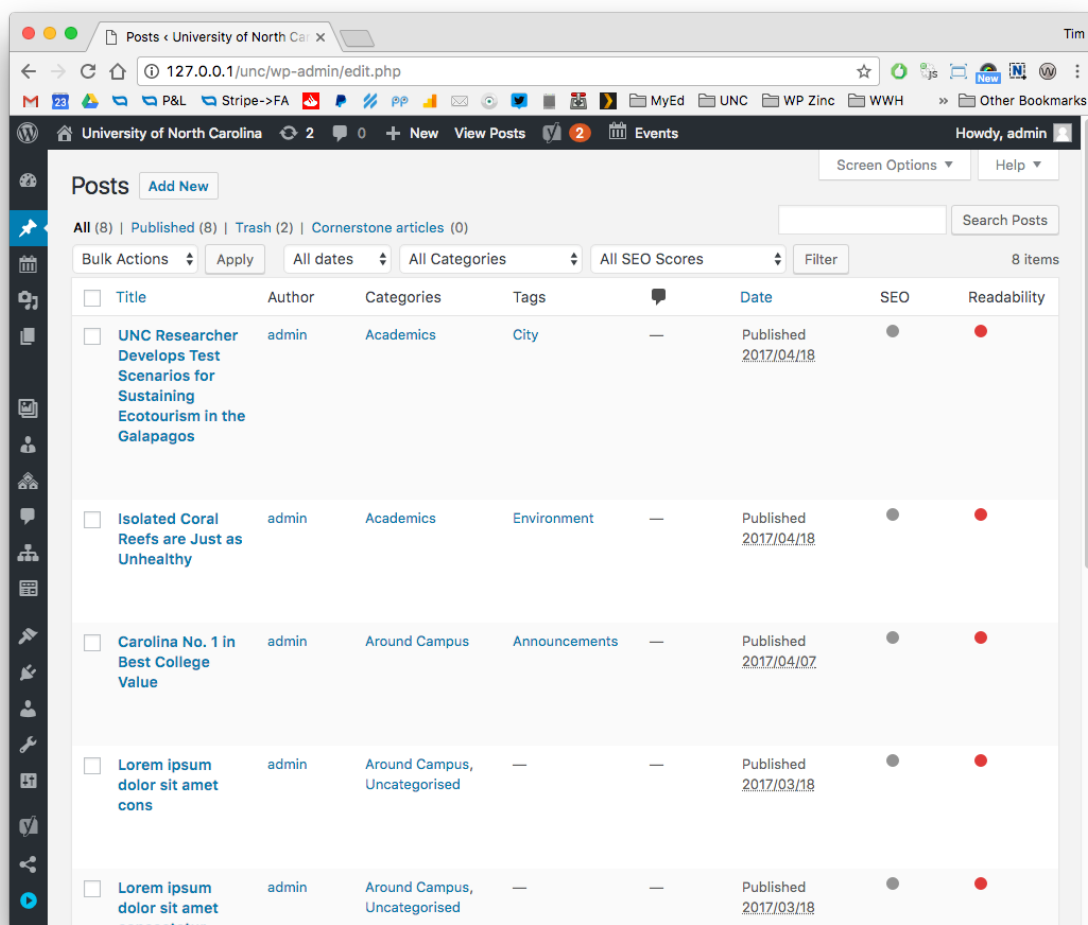 Posts ‹ University of North Car
Tim
127.0.0.1/unc/wp-admin/edit.php
New
js
23
P&L
Stripe->FA
PP
MyEd
UNC
WP Zinc
WWH
»
Other Bookmarks
University of North Carolina 2 0 + New View Posts 2 Events Howdy, admin
Screen Options Help
Posts Add New
All (8) | Published (8) | Trash (2) | Cornerstone articles (0)
Search Posts
Bulk Actions Apply All dates All Categories All SEO Scores Filter 8 items
Title Author Categories Tags Date SEO Readability
UNC Researcher admin Academics City — Published
Develops Test 2017/04/18
Scenarios for
Sustaining
Ecotourism in the
Galapagos
Isolated Coral admin Academics Environment — Published
Reefs are Just as 2017/04/18
Unhealthy
Carolina No. 1 in admin Around Campus Announcements — Published
Best College 2017/04/07
Value
Lorem ipsum admin Around Campus, — — Published
dolor sit amet Uncategorised 2017/03/18
cons
Lorem ipsum admin Around Campus, — — Published
dolor sit amet Uncategorised 2017/03/18